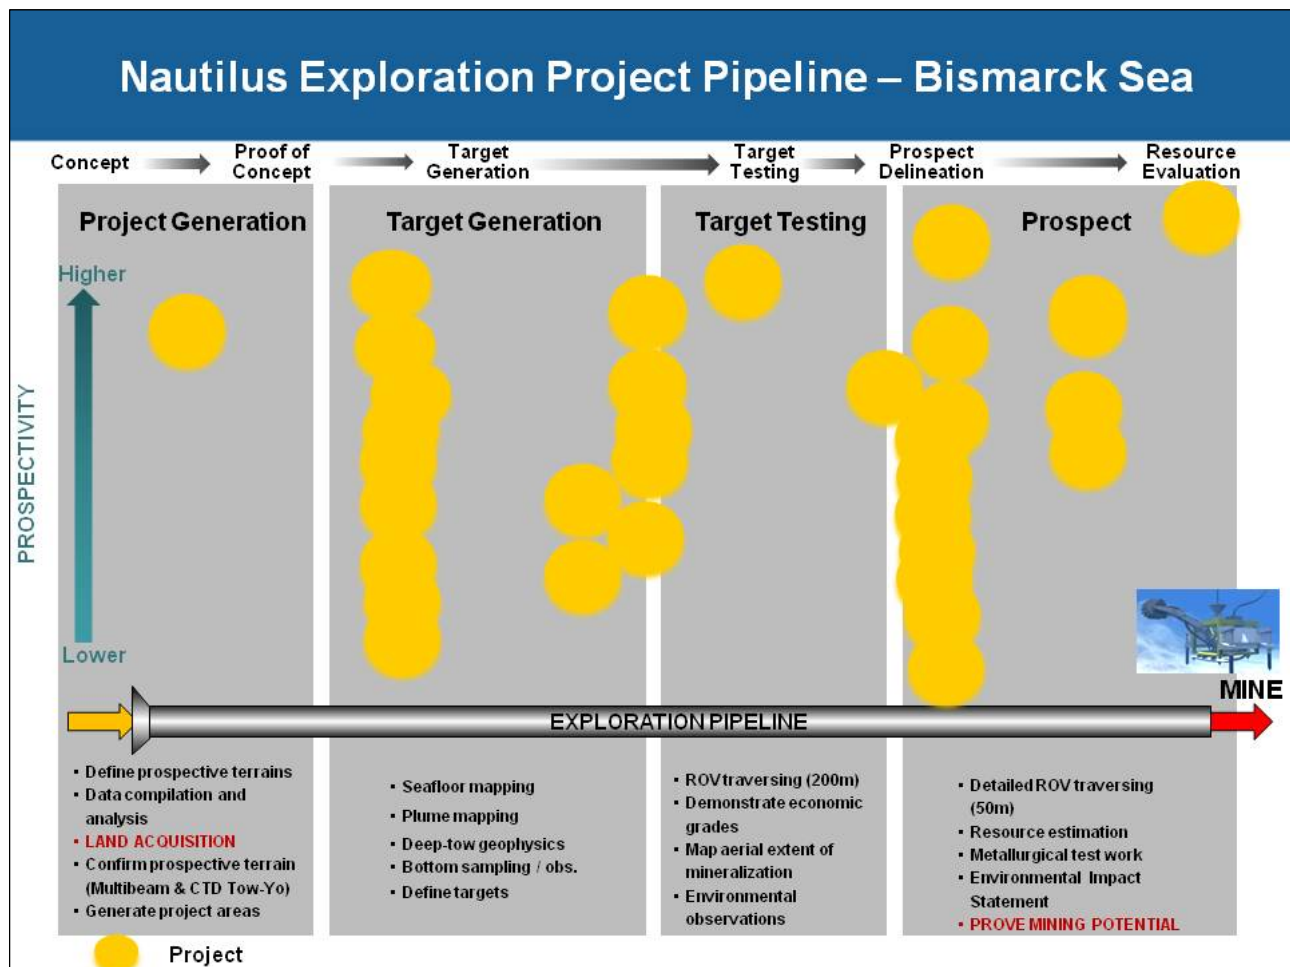 Nautilus Exploration Project Pipeline – Bismarck Sea
Concept
Proof of
Concept
Target
Generation
Target
Testing
Prospect
Delineation
Resource
Evaluation
Project Generation
Target Generation
Target Testing
Prospect
Higher
PROSPECTIVITY
Lower
MINE
EXPLORATION PIPELINE
▪ Define prospective terrains
▪ Data compilation and
analysis
▪ LAND ACQUISITION
▪ Confirm prospective terrain
(Multibeam & CTD Tow-Yo)
▪ Generate project areas
▪ Seafloor mapping
▪ Plume mapping
▪ Deep-tow geophysics
▪ Bottom sampling / obs.
▪ Define targets
▪ ROV traversing (200m)
▪ Demonstrate economic
grades
▪ Map aerial extent of
mineralization
▪ Environmental
observations
▪ Detailed ROV traversing
(50m)
▪ Resource estimation
▪ Metallurgical test work
▪ Environmental Impact
Statement
▪ PROVE MINING POTENTIAL
Project